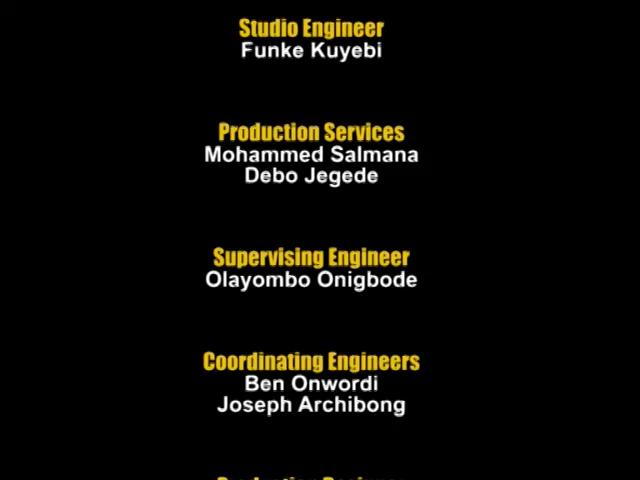 Studio Engineer
Funke Kuyebi
Production Services
Mohammed Salmana
Debo Jegede
Supervising Engineer
Olayombo Onigbode
Coordinating Engineers
Ben Onwordi
Joseph Archibong